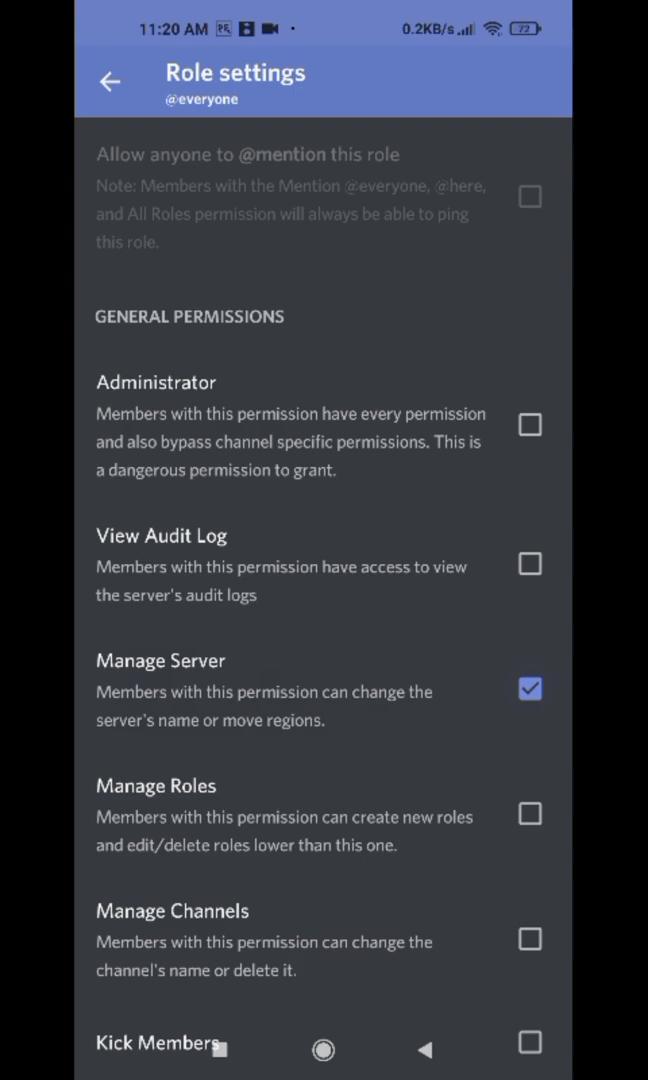 11:20 AM
0.2KB/s
72
Role settings
@everyone
Allow anyone to @mention this role
Note: Members with the Mention @everyone, @here,
and All Roles permission will always be able to ping
this role.
GENERAL PERMISSIONS
Administrator
Members with this permission have every permission
and also bypass channel specific permissions. This is
a dangerous permission to grant.
View Audit Log
Members with this permission have access to view
the server's audit logs
Manage Server
Members with this permission can change the
server's name or move regions.
Manage Roles
Members with this permission can create new roles
and edit/delete roles lower than this one.
Manage Channels
Members with this permission can change the
channel's name or delete it.
Kick Members